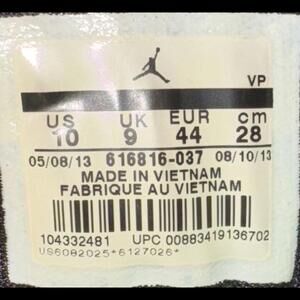 VP
US UK EUR cm
10 9 44 28
05/08/13 616816-037 08/10/13
MADE IN VIETNAM
FABRIQUE AU VIETNAM
104332481 UPC 00883419136702
US6082025*6127026*